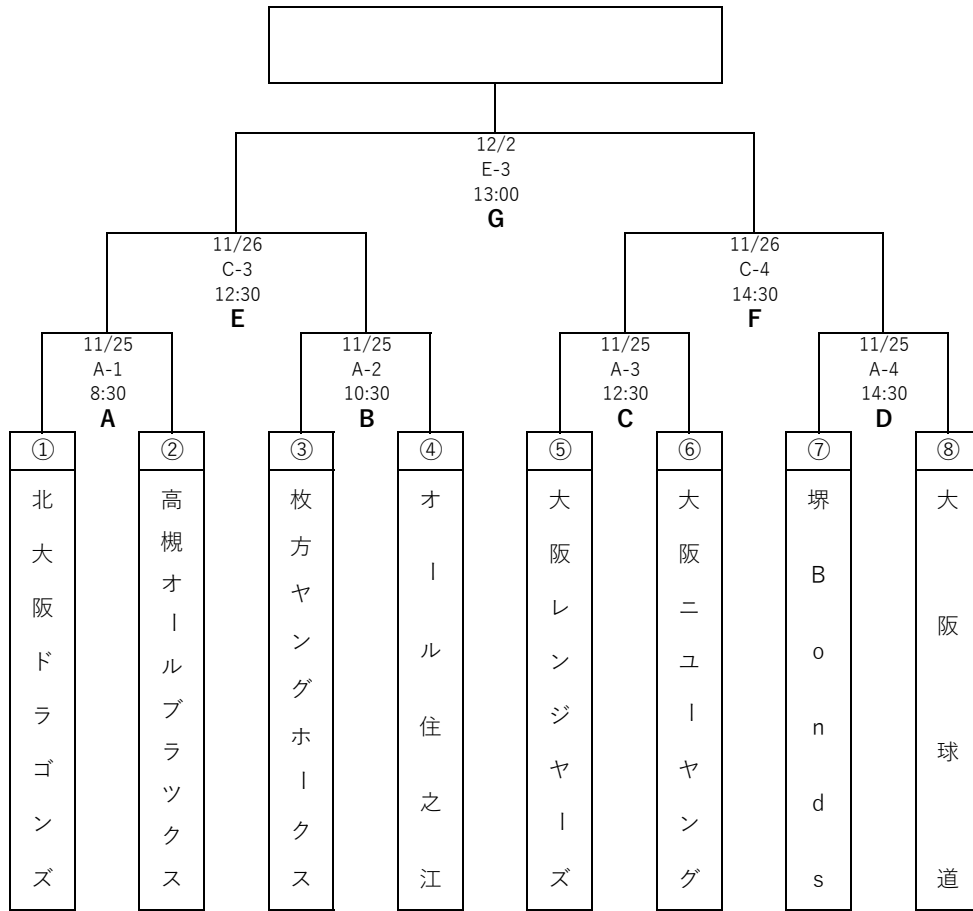 12/2
E-3
13:00
G
11/26
C-3
12:30
E
11/26
C-4
14:30
F
11/25
A-1
8:30
A
11/25
A-2
10:30
B
11/25
A-3
12:30
C
11/25
A-4
14:30
D
①
北大阪ドラゴンズ
②
高槻オールブラツクス
③
枚方ヤングホークス
④
オール住之江
⑤
大阪レンジヤーズ
⑥
大阪ニユーヤング
⑦
堺Bonds
⑧
大阪球道